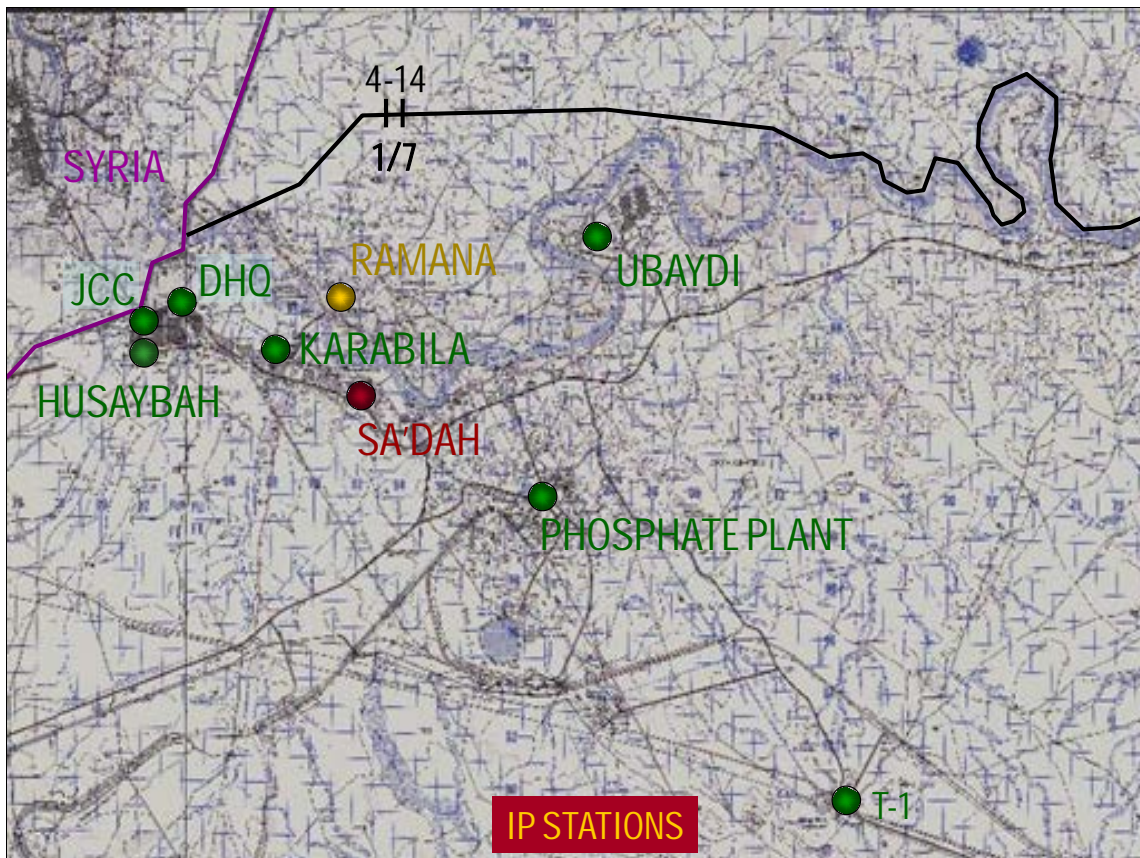 4-14
1/7
SYRIA
RAMANA
UBAYDI
JCC
DHQ
KARABILA
HUSAYBAH
SA'DAH
PHOSPHATE PLANT
T-1
IP STATIONS